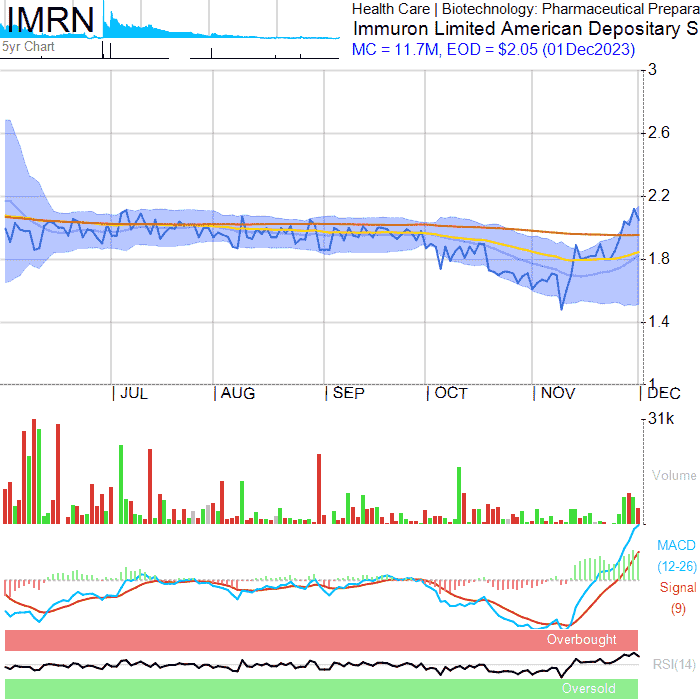 IMRN
5yr Chart
Health Care | Biotechnology: Pharmaceutical Prepara
Immuron Limited American Depositary S
MC = 11.7M, EOD = $2.05 (01Dec2023)
3
2.6
2.2
1.8
1.4
1
JUL AUG SEP OCT NOV DEC
31k
Volume
MACD
(12-26)
Signal
(9)
Overbought
RSI(14)
Oversold